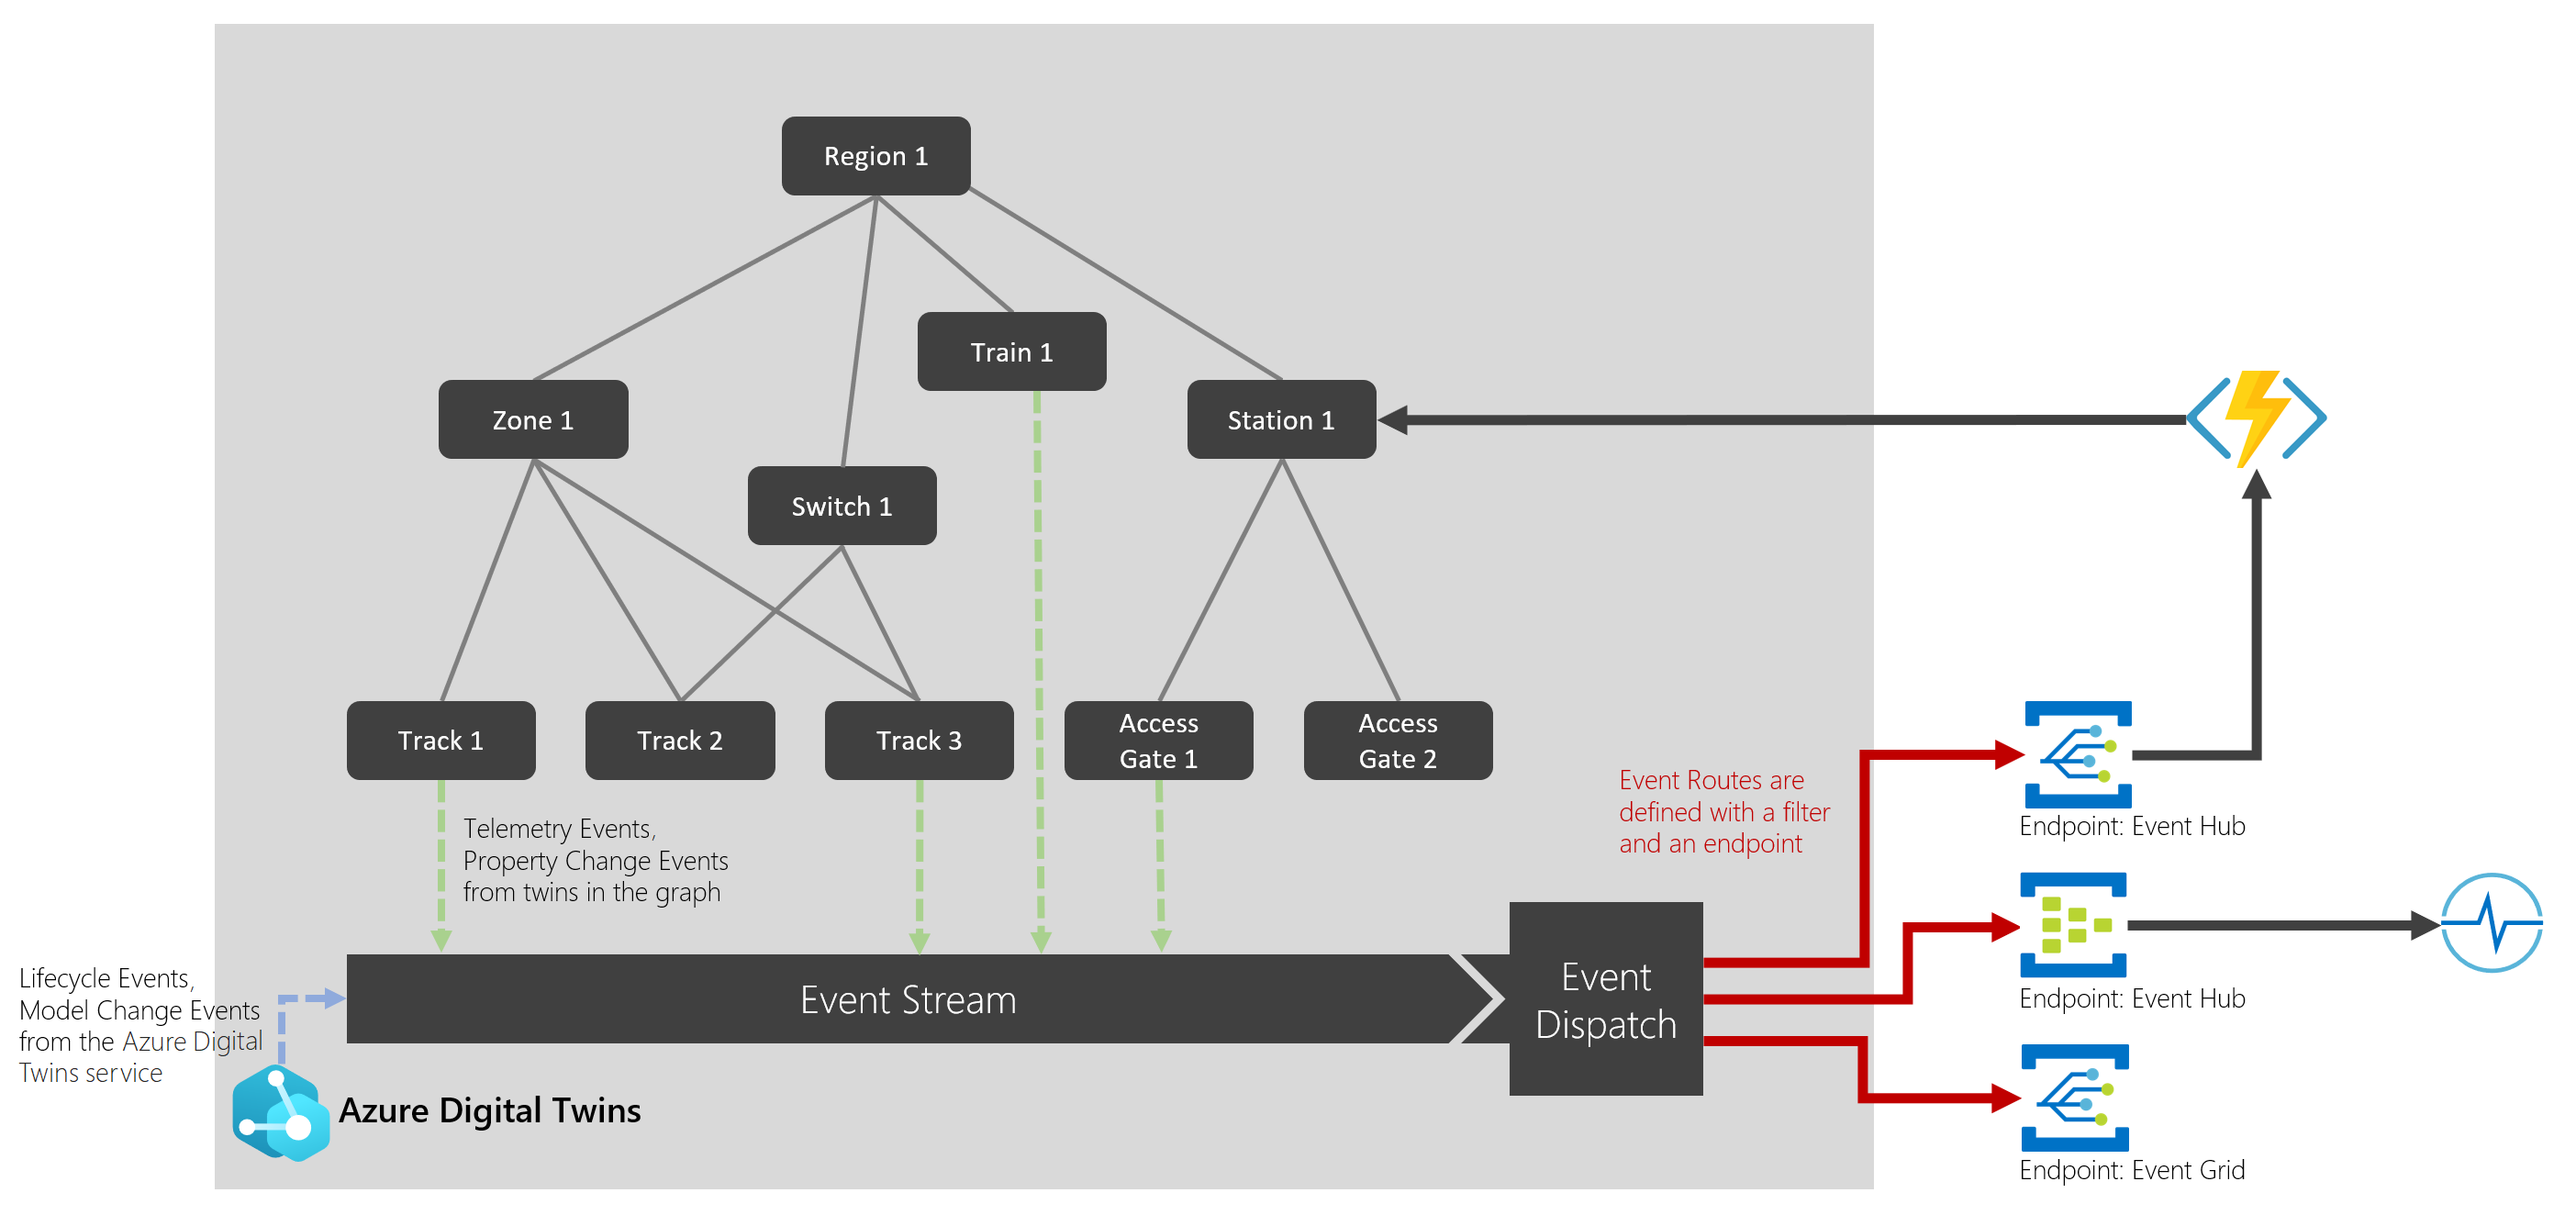 Region 1
Train 1
Zone 1
Station 1
Switch 1
Track 1
Track 2
Track 3
Access
Gate 1
Access
Gate 2
Telemetry Events,
Property Change Events
from twins in the graph
Event Routes are
defined with a filter
and an endpoint
Endpoint: Event Hub
Lifecycle Events,
Model Change Events
from the Azure Digital
Twins service
Event Stream
Event
Dispatch
Endpoint: Event Hub
Azure Digital Twins
Endpoint: Event Grid